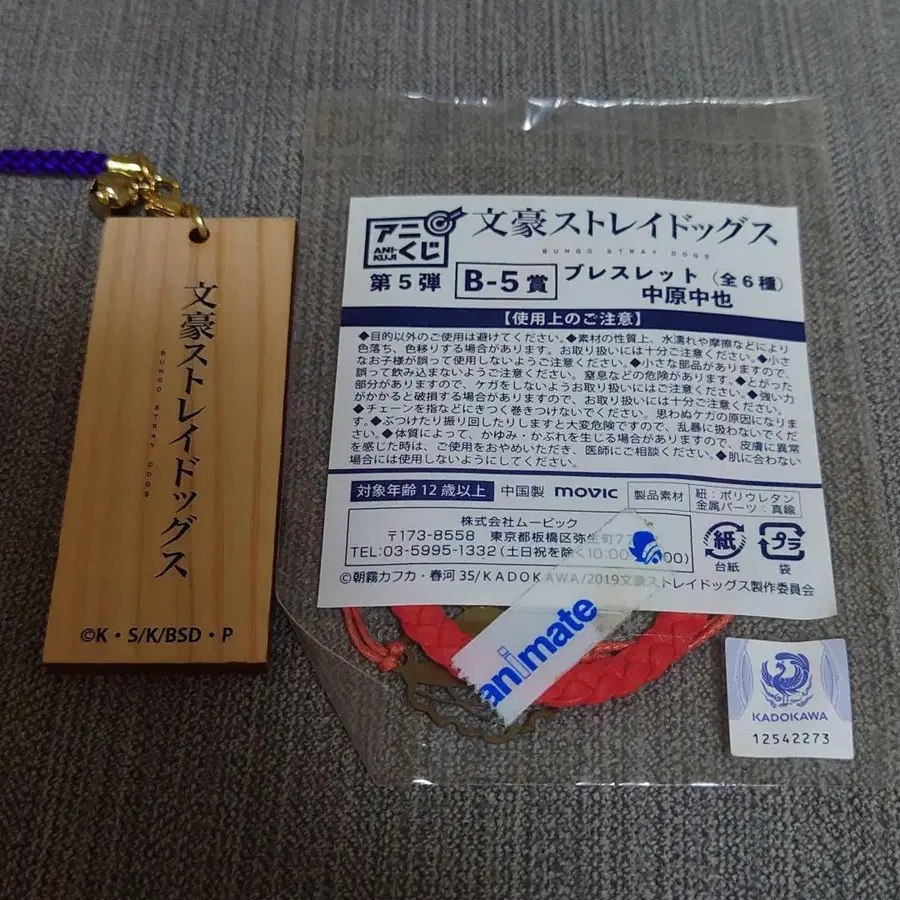 文豪ストレイドッグス
BUNGO STRAY DOGS
©K・S/K/BSD・P
アニくじ
ANI-KUJI
文豪ストレイドッグス
BUNGO STRAY DOGS
第5弾 B-5賞 ブレスレット (全6種)
中原中也
【使用上のご注意】
◆目的以外のご使用は避けてください。◆素材の性質上、水濡れや摩擦などにより
色落ち、色移りする場合があります。お取り扱いには十分ご注意ください。◆小さ
なお子様が誤って使用しないようご注意ください。◆小さな部品がありますので、
誤って飲み込まないようご注意ください。窒息などの危険があります。◆とがった
部分がありますので、ケガをしないようお取り扱いにはご注意ください。◆強い力
がかかると破損する場合がありますので、お取り扱いには十分ご注意ください。
◆チェーンを指などにきつく巻きつけないでください。思わぬケガの原因になりま
す。◆ぶつけたり振り回したりしますと大変危険ですので、乱暴に扱わないでくだ
さい。◆体質によって、かゆみ・かぶれを生じる場合がありますので、皮膚に異常
を感じた時は、ご使用をおやめいただき、医師にご相談ください。◆肌に合わない
場合には使用しないようにしてください。
対象年齢12歳以上 中国製 movic 製品素材 紐：ポリウレタン
金属パーツ：真鍮
株式会社ムービック
〒173-8558 東京都板橋区弥生町77
TEL:03-5995-1332(土日祝を除く10:00 00)
紙
台紙
プラ
袋
©朝霧カフカ・春河35/KADOKAWA/2019文豪ストレイドッグス製作委員会
animate
KADOKAWA
12542273